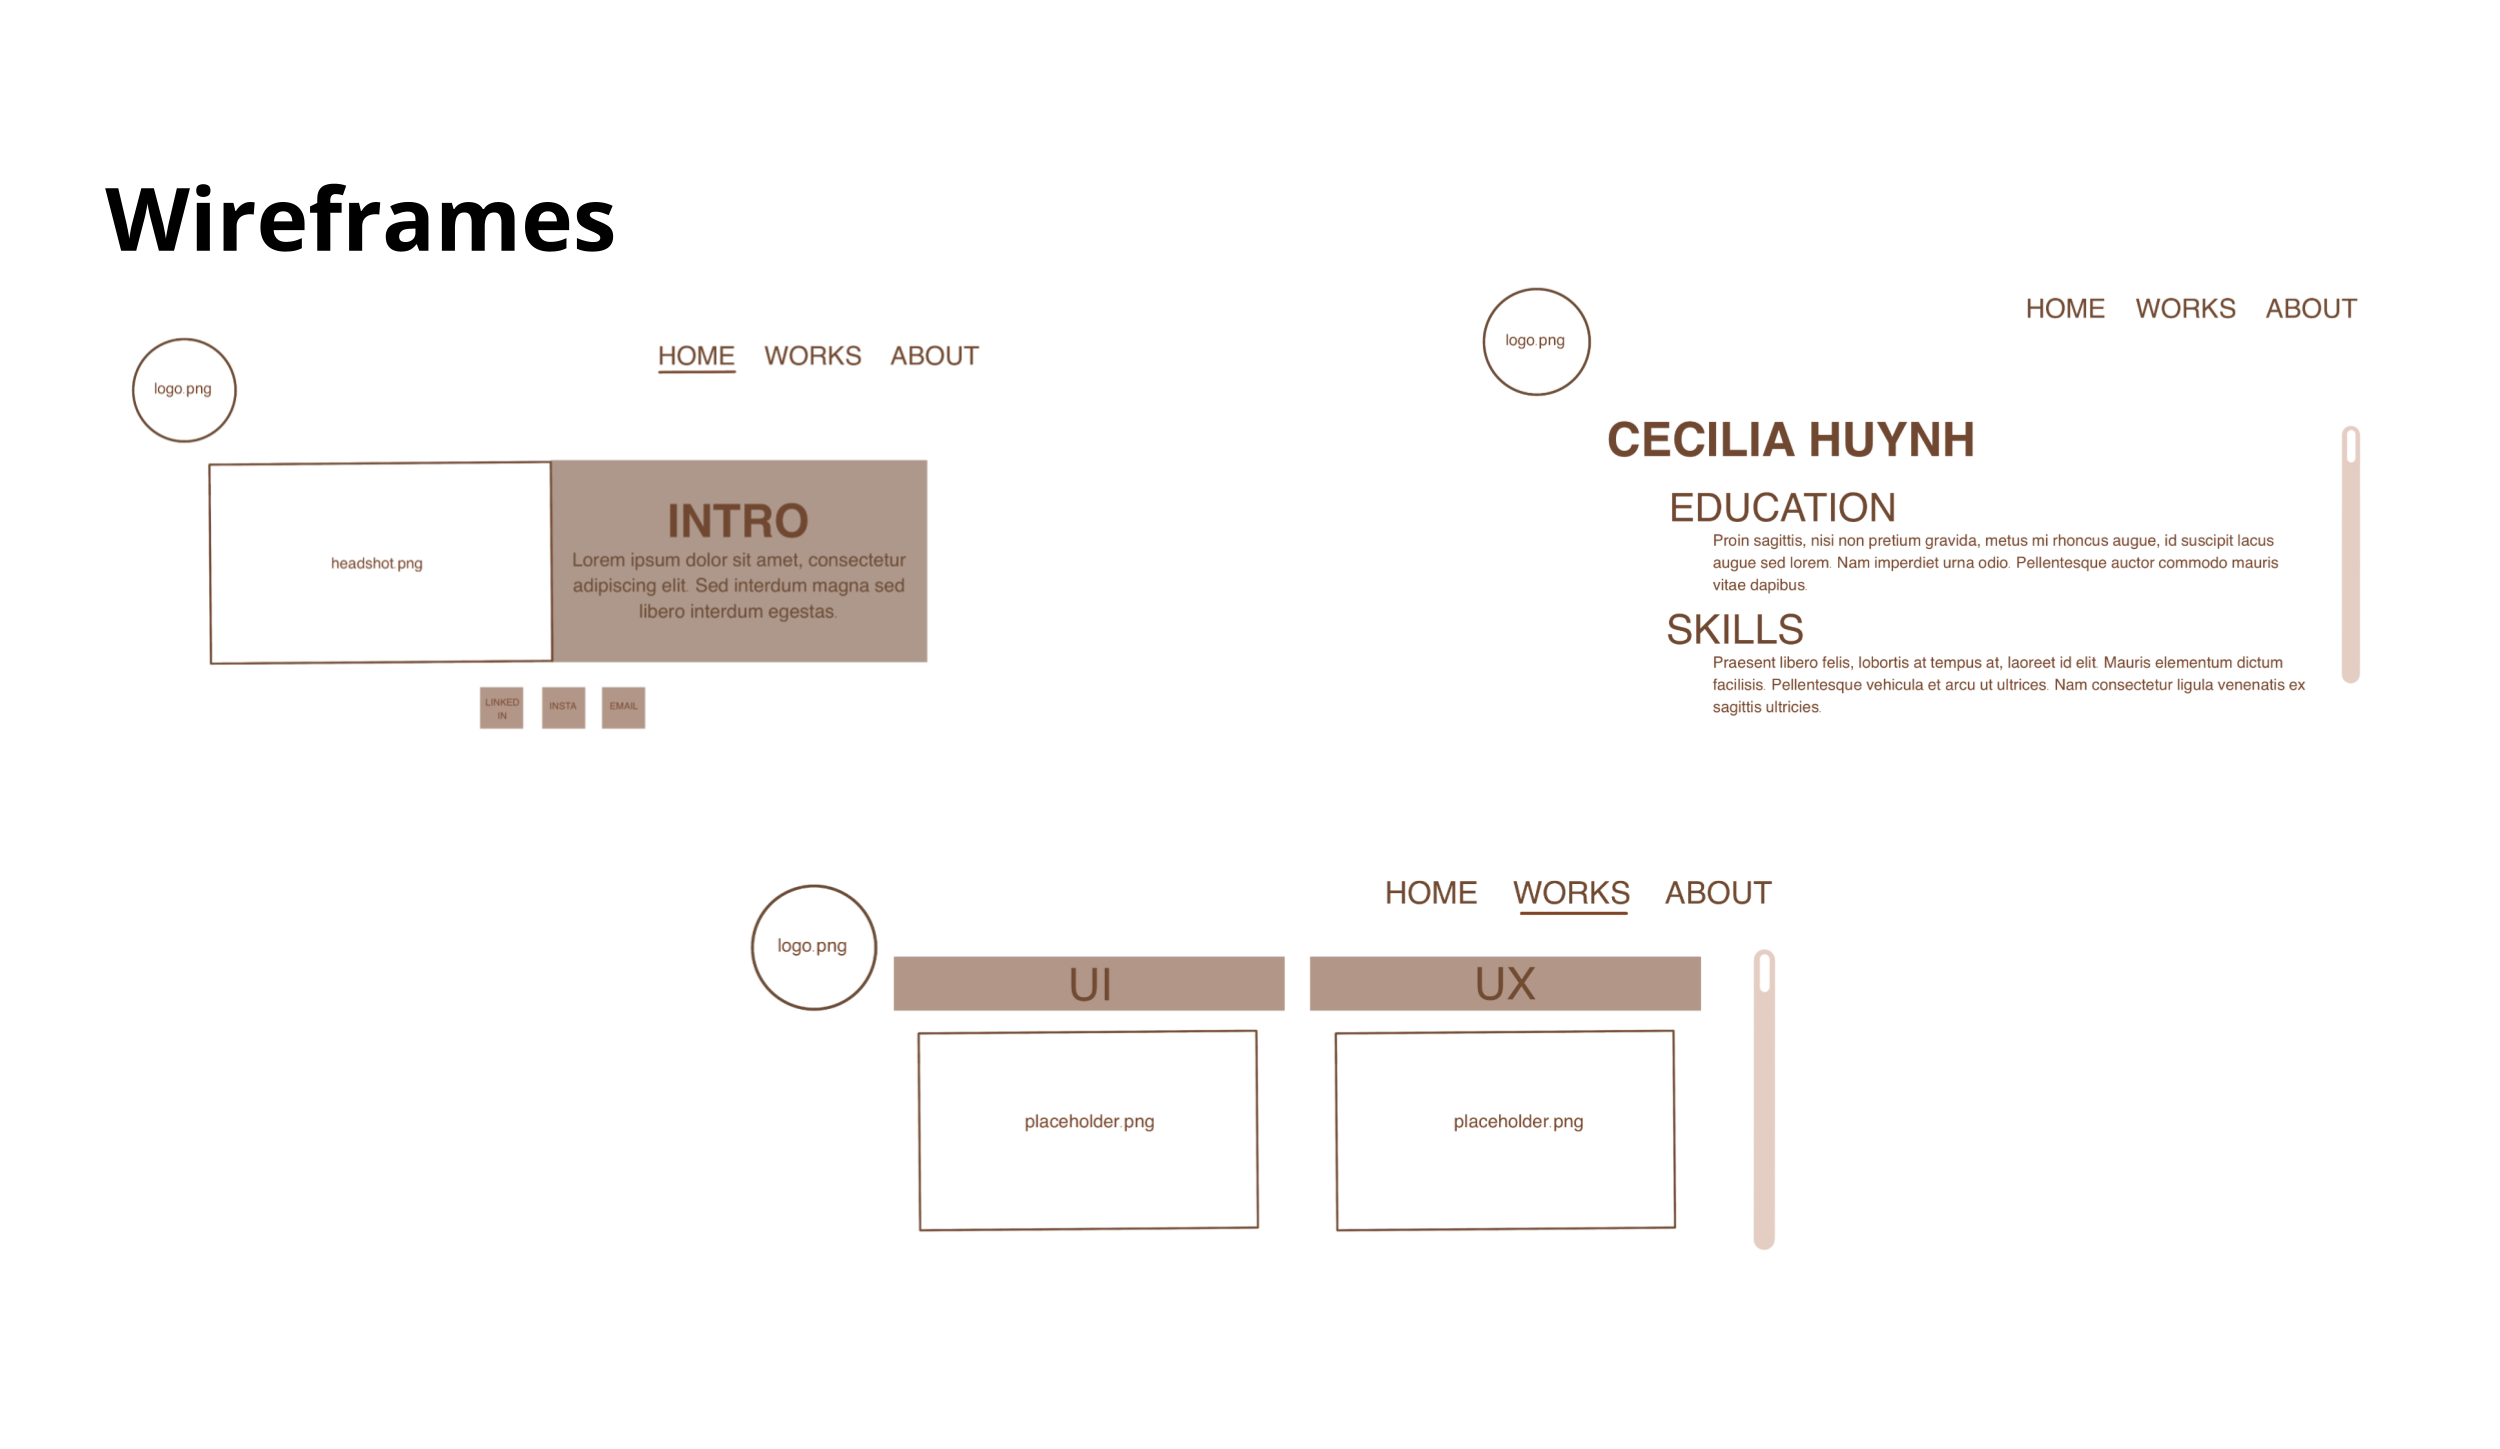 Wireframes
logo.png
HOME WORKS ABOUT
headshot.png
INTRO
Lorem ipsum dolor sit amet, consectetur
adipiscing elit. Sed interdum magna sed
libero interdum egestas.
LINKED
IN
INSTA
EMAIL
logo.png
HOME WORKS ABOUT
CECILIA HUYNH
EDUCATION
Proin sagittis, nisi non pretium gravida, metus mi rhoncus augue, id suscipit lacus
augue sed lorem. Nam imperdiet urna odio. Pellentesque auctor commodo mauris
vitae dapibus.
SKILLS
Praesent libero felis, lobortis at tempus at, laoreet id elit. Mauris elementum dictum
facilisis. Pellentesque vehicula et arcu ut ultrices. Nam consectetur ligula venenatis ex
sagittis ultricies.
logo.png
HOME WORKS ABOUT
UI
UX
placeholder.png
placeholder.png